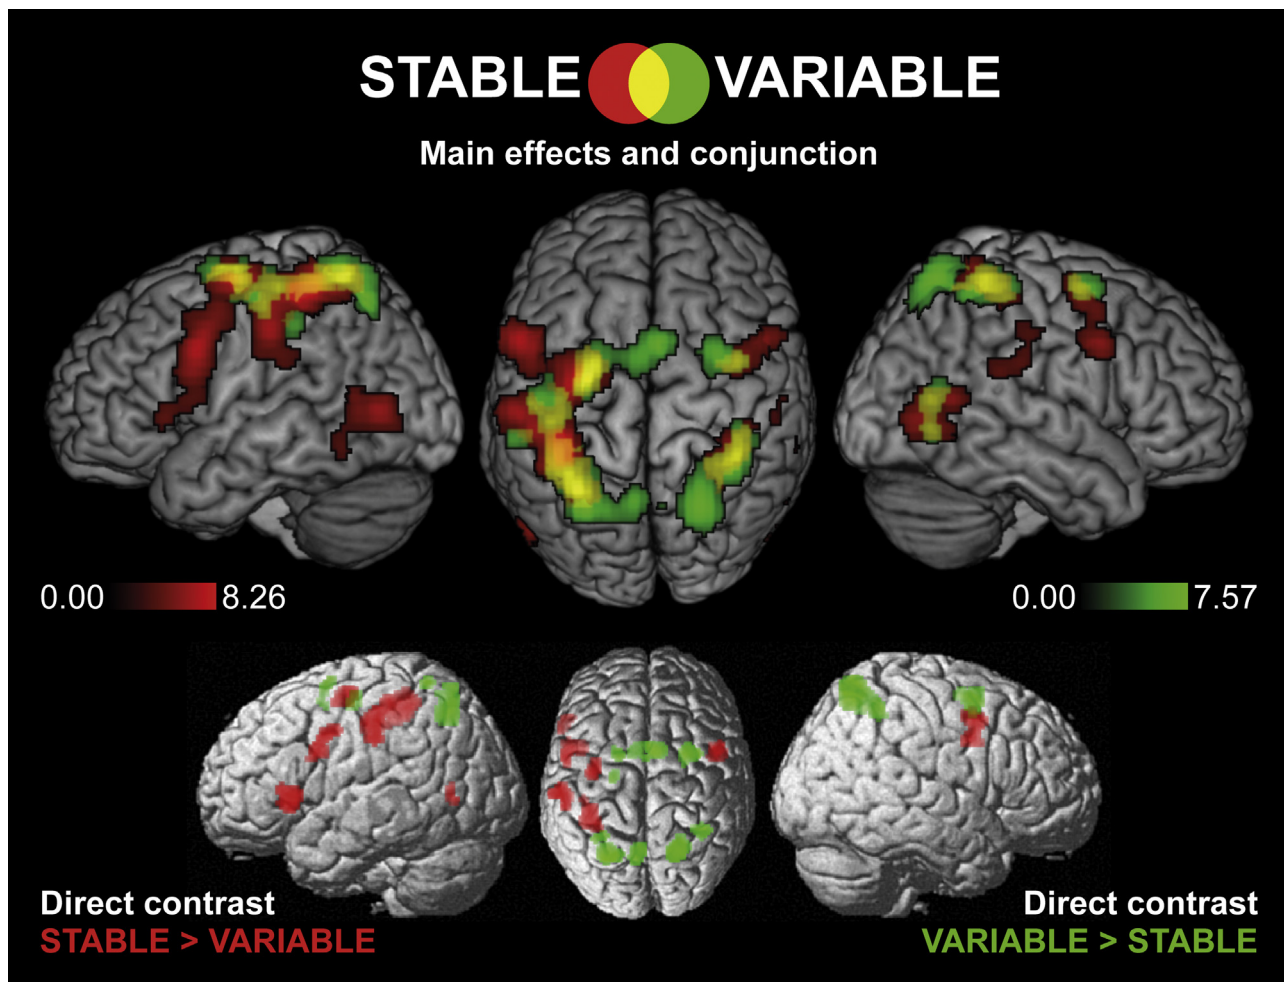 STABLE VARIABLE
Main effects and conjunction
0.00 8.26
0.00 7.57
Direct contrast
STABLE > VARIABLE
Direct contrast
VARIABLE > STABLE